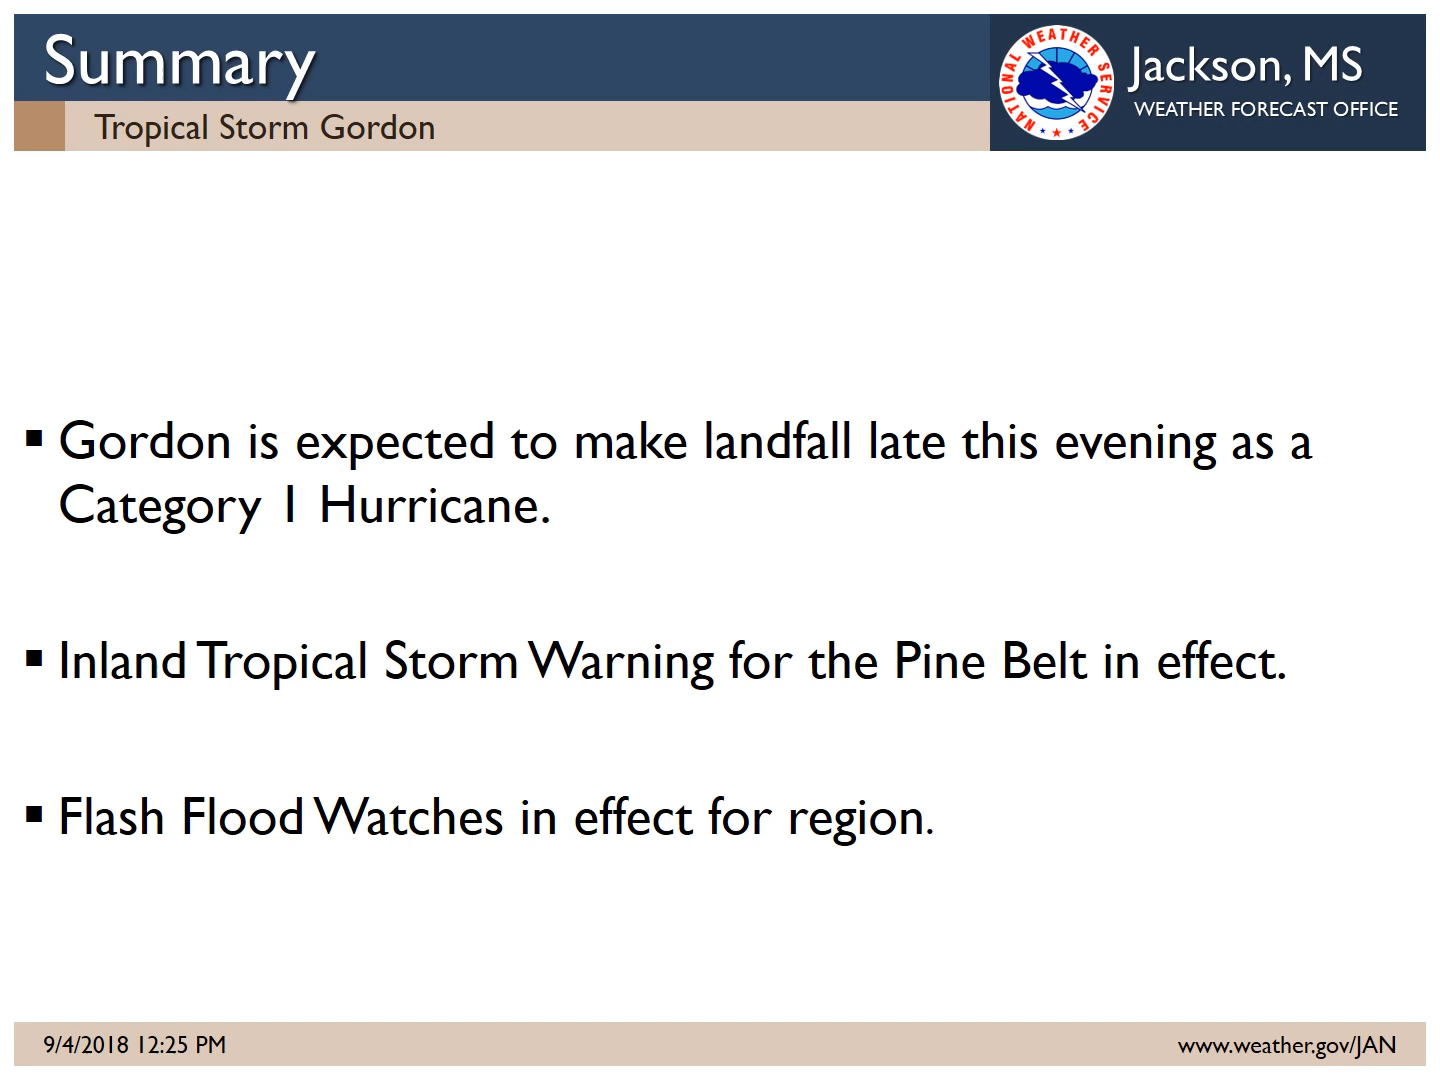 Summary
Tropical Storm Gordon
NATIONAL WEATHER SERVICE
Jackson, MS
WEATHER FORECAST OFFICE
▪ Gordon is expected to make landfall late this evening as a
Category 1 Hurricane.
▪ Inland Tropical Storm Warning for the Pine Belt in effect.
▪ Flash Flood Watches in effect for region.
9/4/2018 12:25 PM
www.weather.gov/JAN